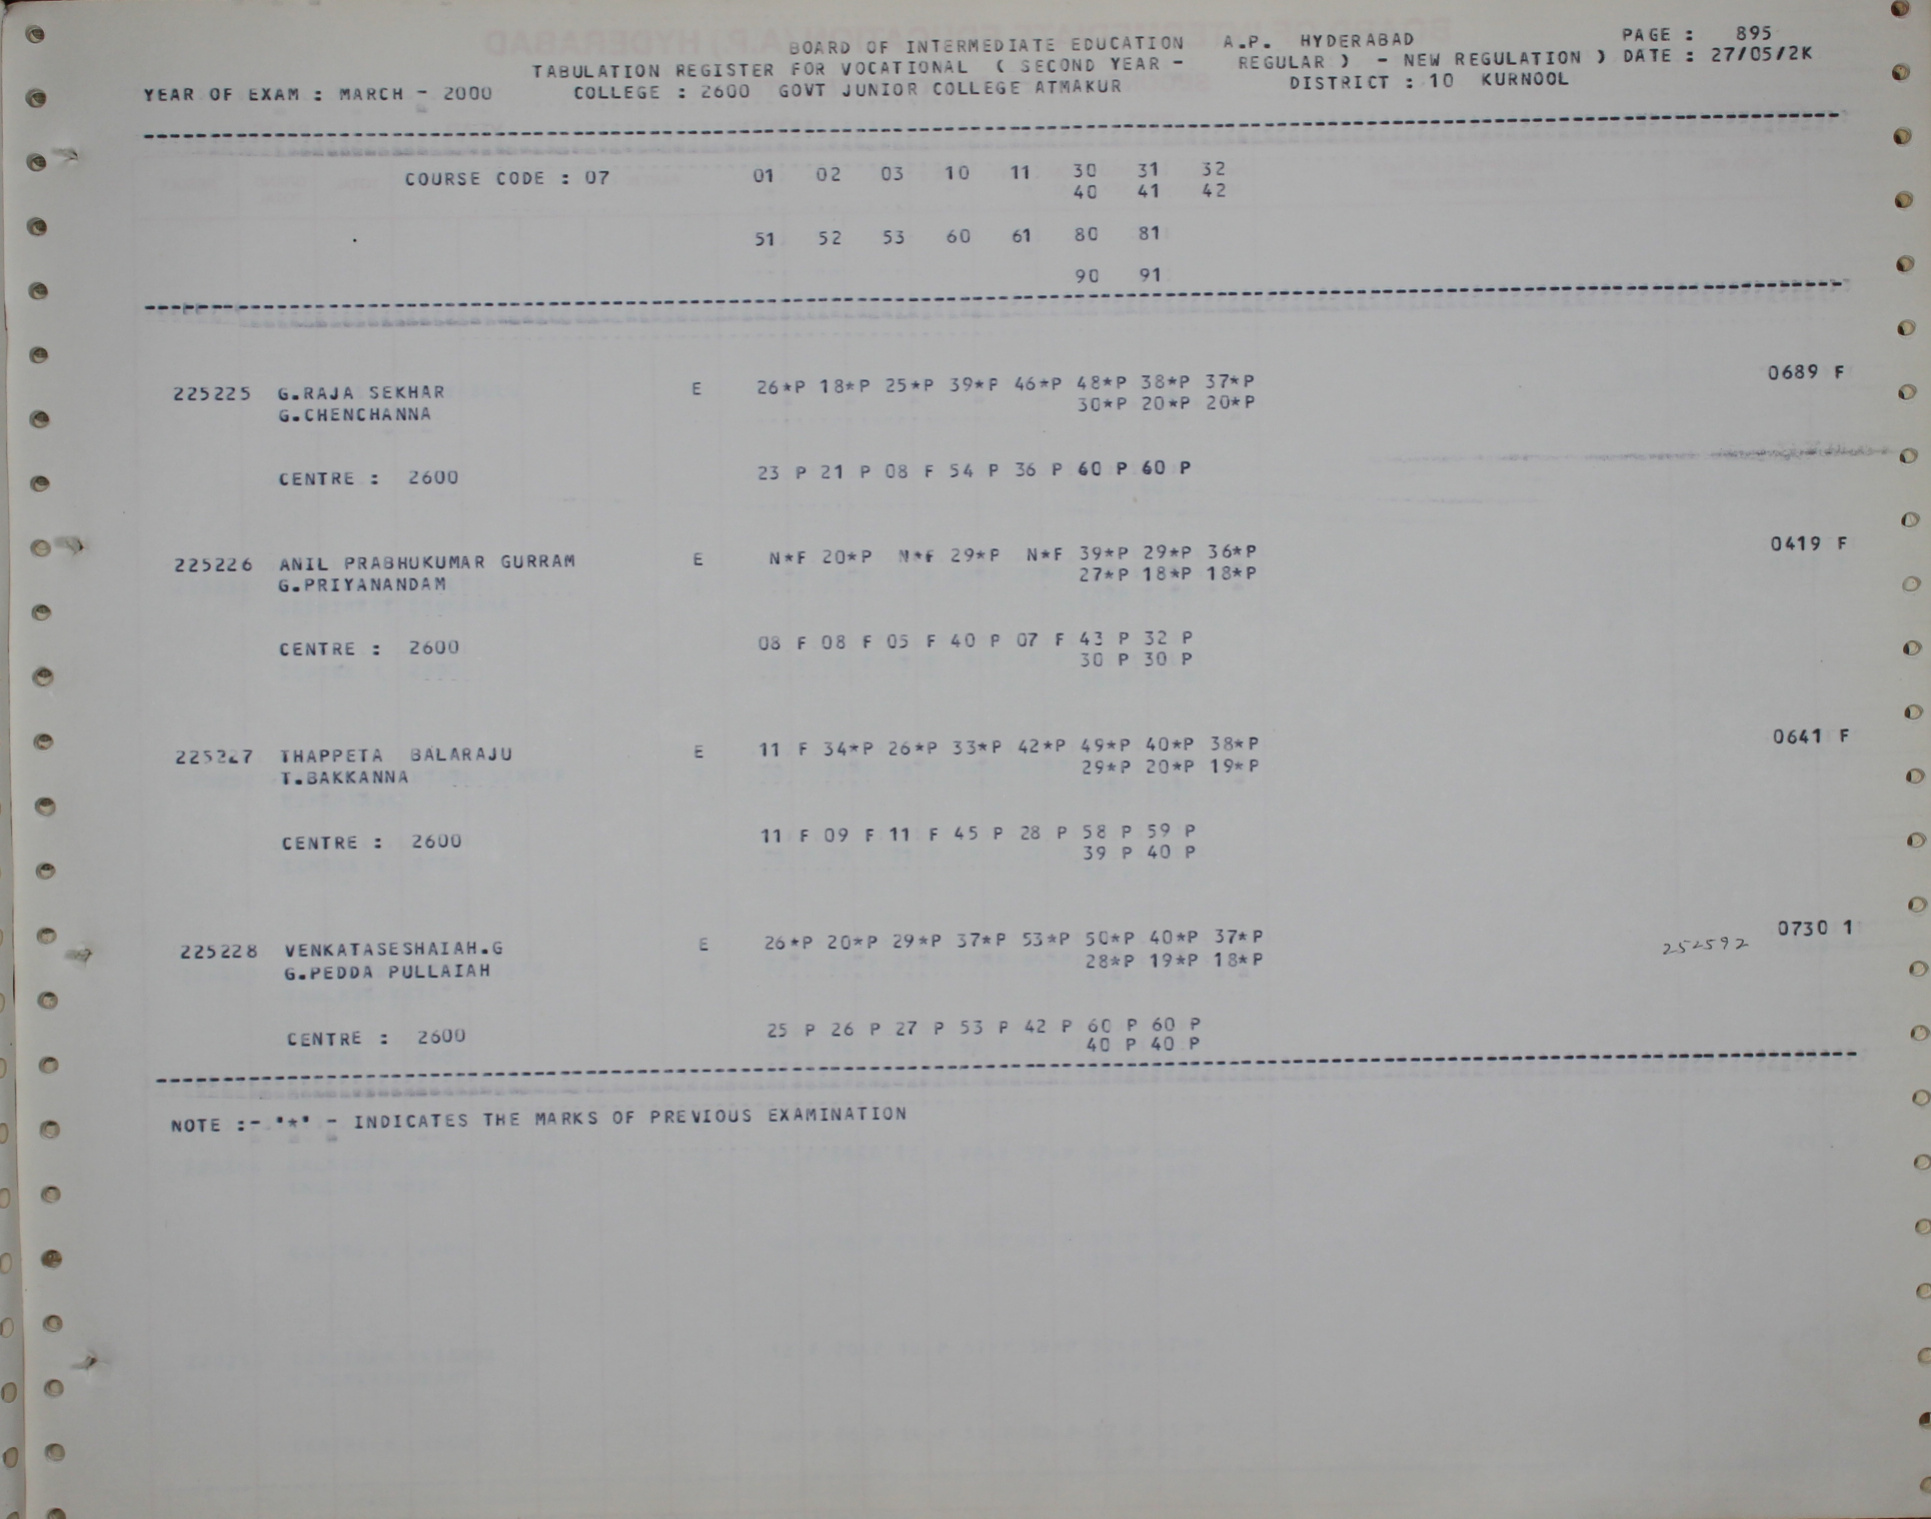 BOARD OF INTERMEDIATE EDUCATION A.P. HYDERABAD PAGE : 895
TABULATION REGISTER FOR VOCATIONAL ( SECOND YEAR - REGULAR ) - NEW REGULATION ) DATE : 27/05/2K
YEAR OF EXAM : MARCH - 2000 COLLEGE : 2600 GOVT JUNIOR COLLEGE ATMAKUR DISTRICT : 10 KURNOOL
COURSE CODE : 07 01 02 03 10 11 30 31 32
40 41 42
51 52 53 60 61 80 81
90 91
225225 G.RAJA SEKHAR E 26*P 18*P 25*P 39*P 46*P 48*P 38*P 37*P 0689 F
G.CHENCHANNA 30*P 20*P 20*P
CENTRE : 2600 23 P 21 P 08 F 54 P 36 P 60 P 60 P
225226 ANIL PRABHUKUMAR GURRAM E N*F 20*P N*F 29*P N*F 39*P 29*P 36*P 0419 F
G.PRIYANANDAM 27*P 18*P 18*P
CENTRE : 2600 08 F 08 F 05 F 40 P 07 F 43 P 32 P
30 P 30 P
225227 THAPPETA BALARAJU E 11 F 34*P 26*P 33*P 42*P 49*P 40*P 38*P 0641 F
T.BAKKANNA 29*P 20*P 19*P
CENTRE : 2600 11 F 09 F 11 F 45 P 28 P 58 P 59 P
39 P 40 P
225228 VENKATASESHAIAH.G E 26*P 20*P 29*P 37*P 53*P 50*P 40*P 37*P 252592 0730 1
G.PEDDA PULLAIAH 28*P 19*P 18*P
CENTRE : 2600 25 P 26 P 27 P 53 P 42 P 60 P 60 P
40 P 40 P
NOTE :- '*' - INDICATES THE MARKS OF PREVIOUS EXAMINATION